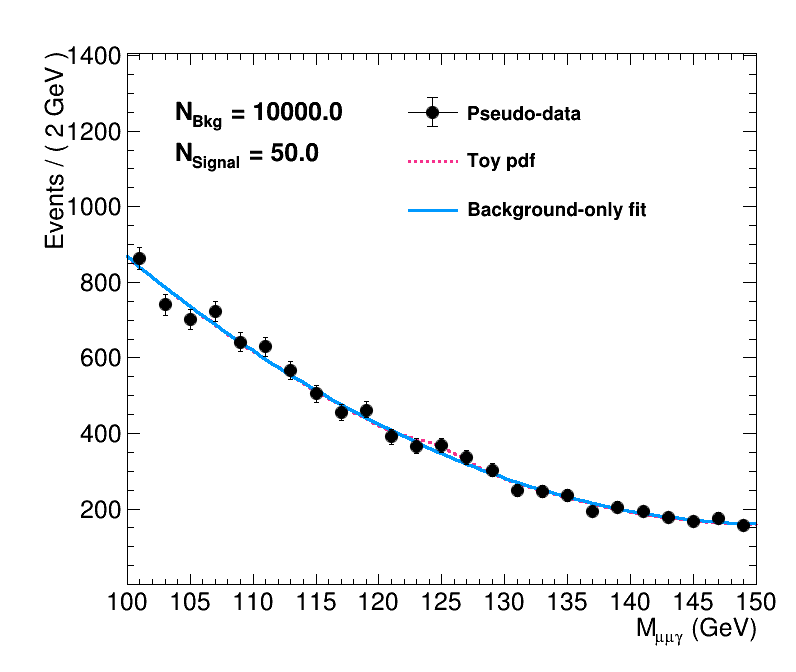 1400
1200
1000
800
600
400
200
Events / ( 2 GeV )
N_Bkg = 10000.0
N_Signal = 50.0
Pseudo-data
Toy pdf
Background-only fit
100 105 110 115 120 125 130 135 140 145 150
M_μμγ (GeV)